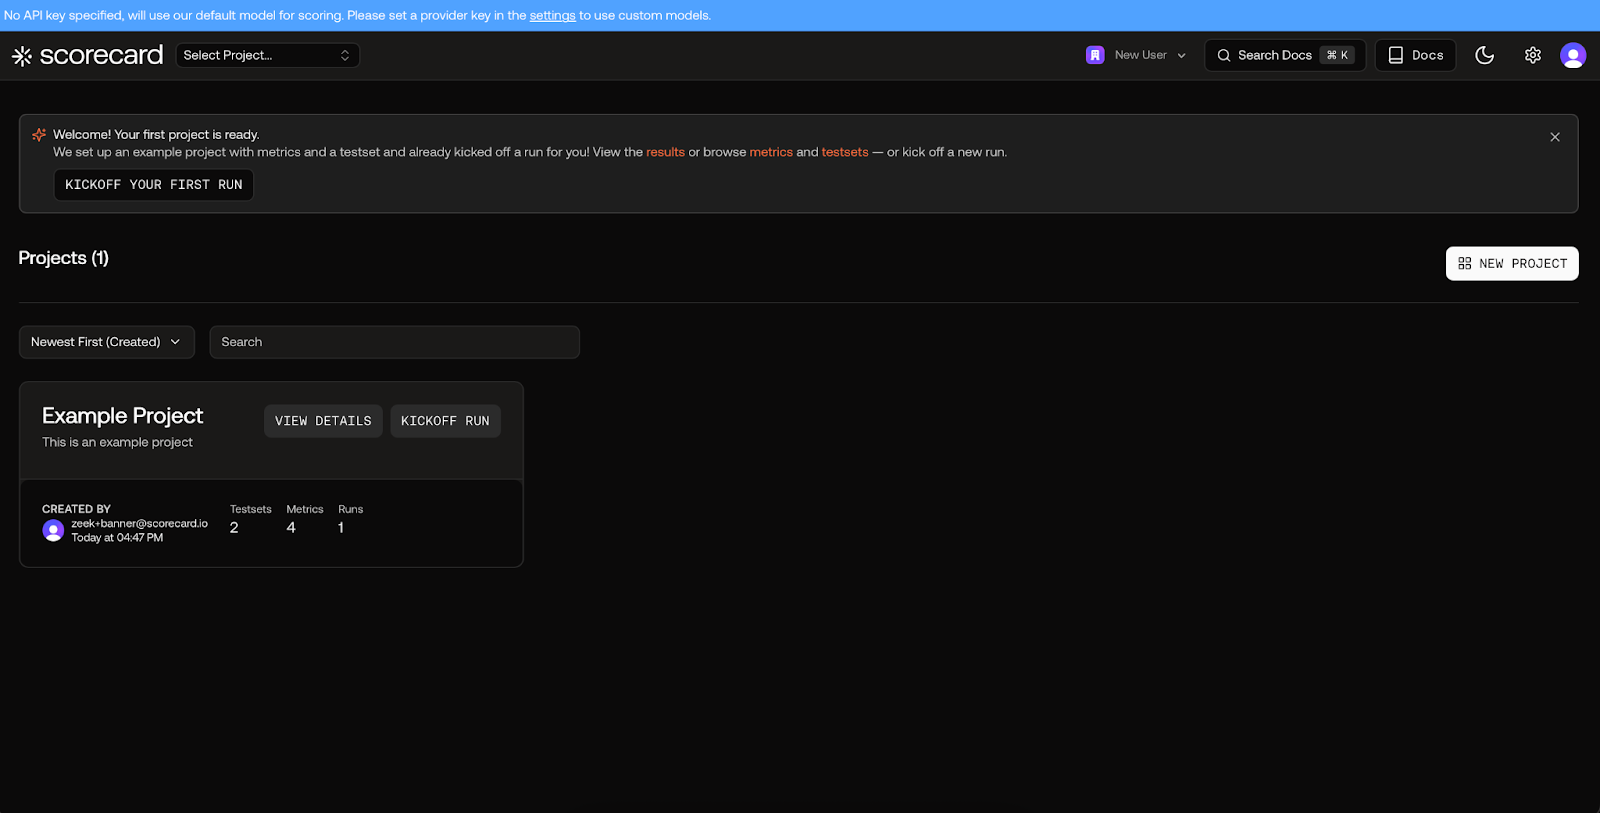 No API key specified, will use our default model for scoring. Please set a provider key in the settings to use custom models.
scorecard
Select Project...
New User
Search Docs ⌘ K
Docs
Welcome! Your first project is ready.
We set up an example project with metrics and a testset and already kicked off a run for you! View the results or browse metrics and testsets — or kick off a new run.
KICKOFF YOUR FIRST RUN
Projects (1)
NEW PROJECT
Newest First (Created)
Search
Example Project
VIEW DETAILS
KICKOFF RUN
This is an example project
CREATED BY
zeek+banner@scorecard.io
Today at 04:47 PM
Testsets
2
Metrics
4
Runs
1